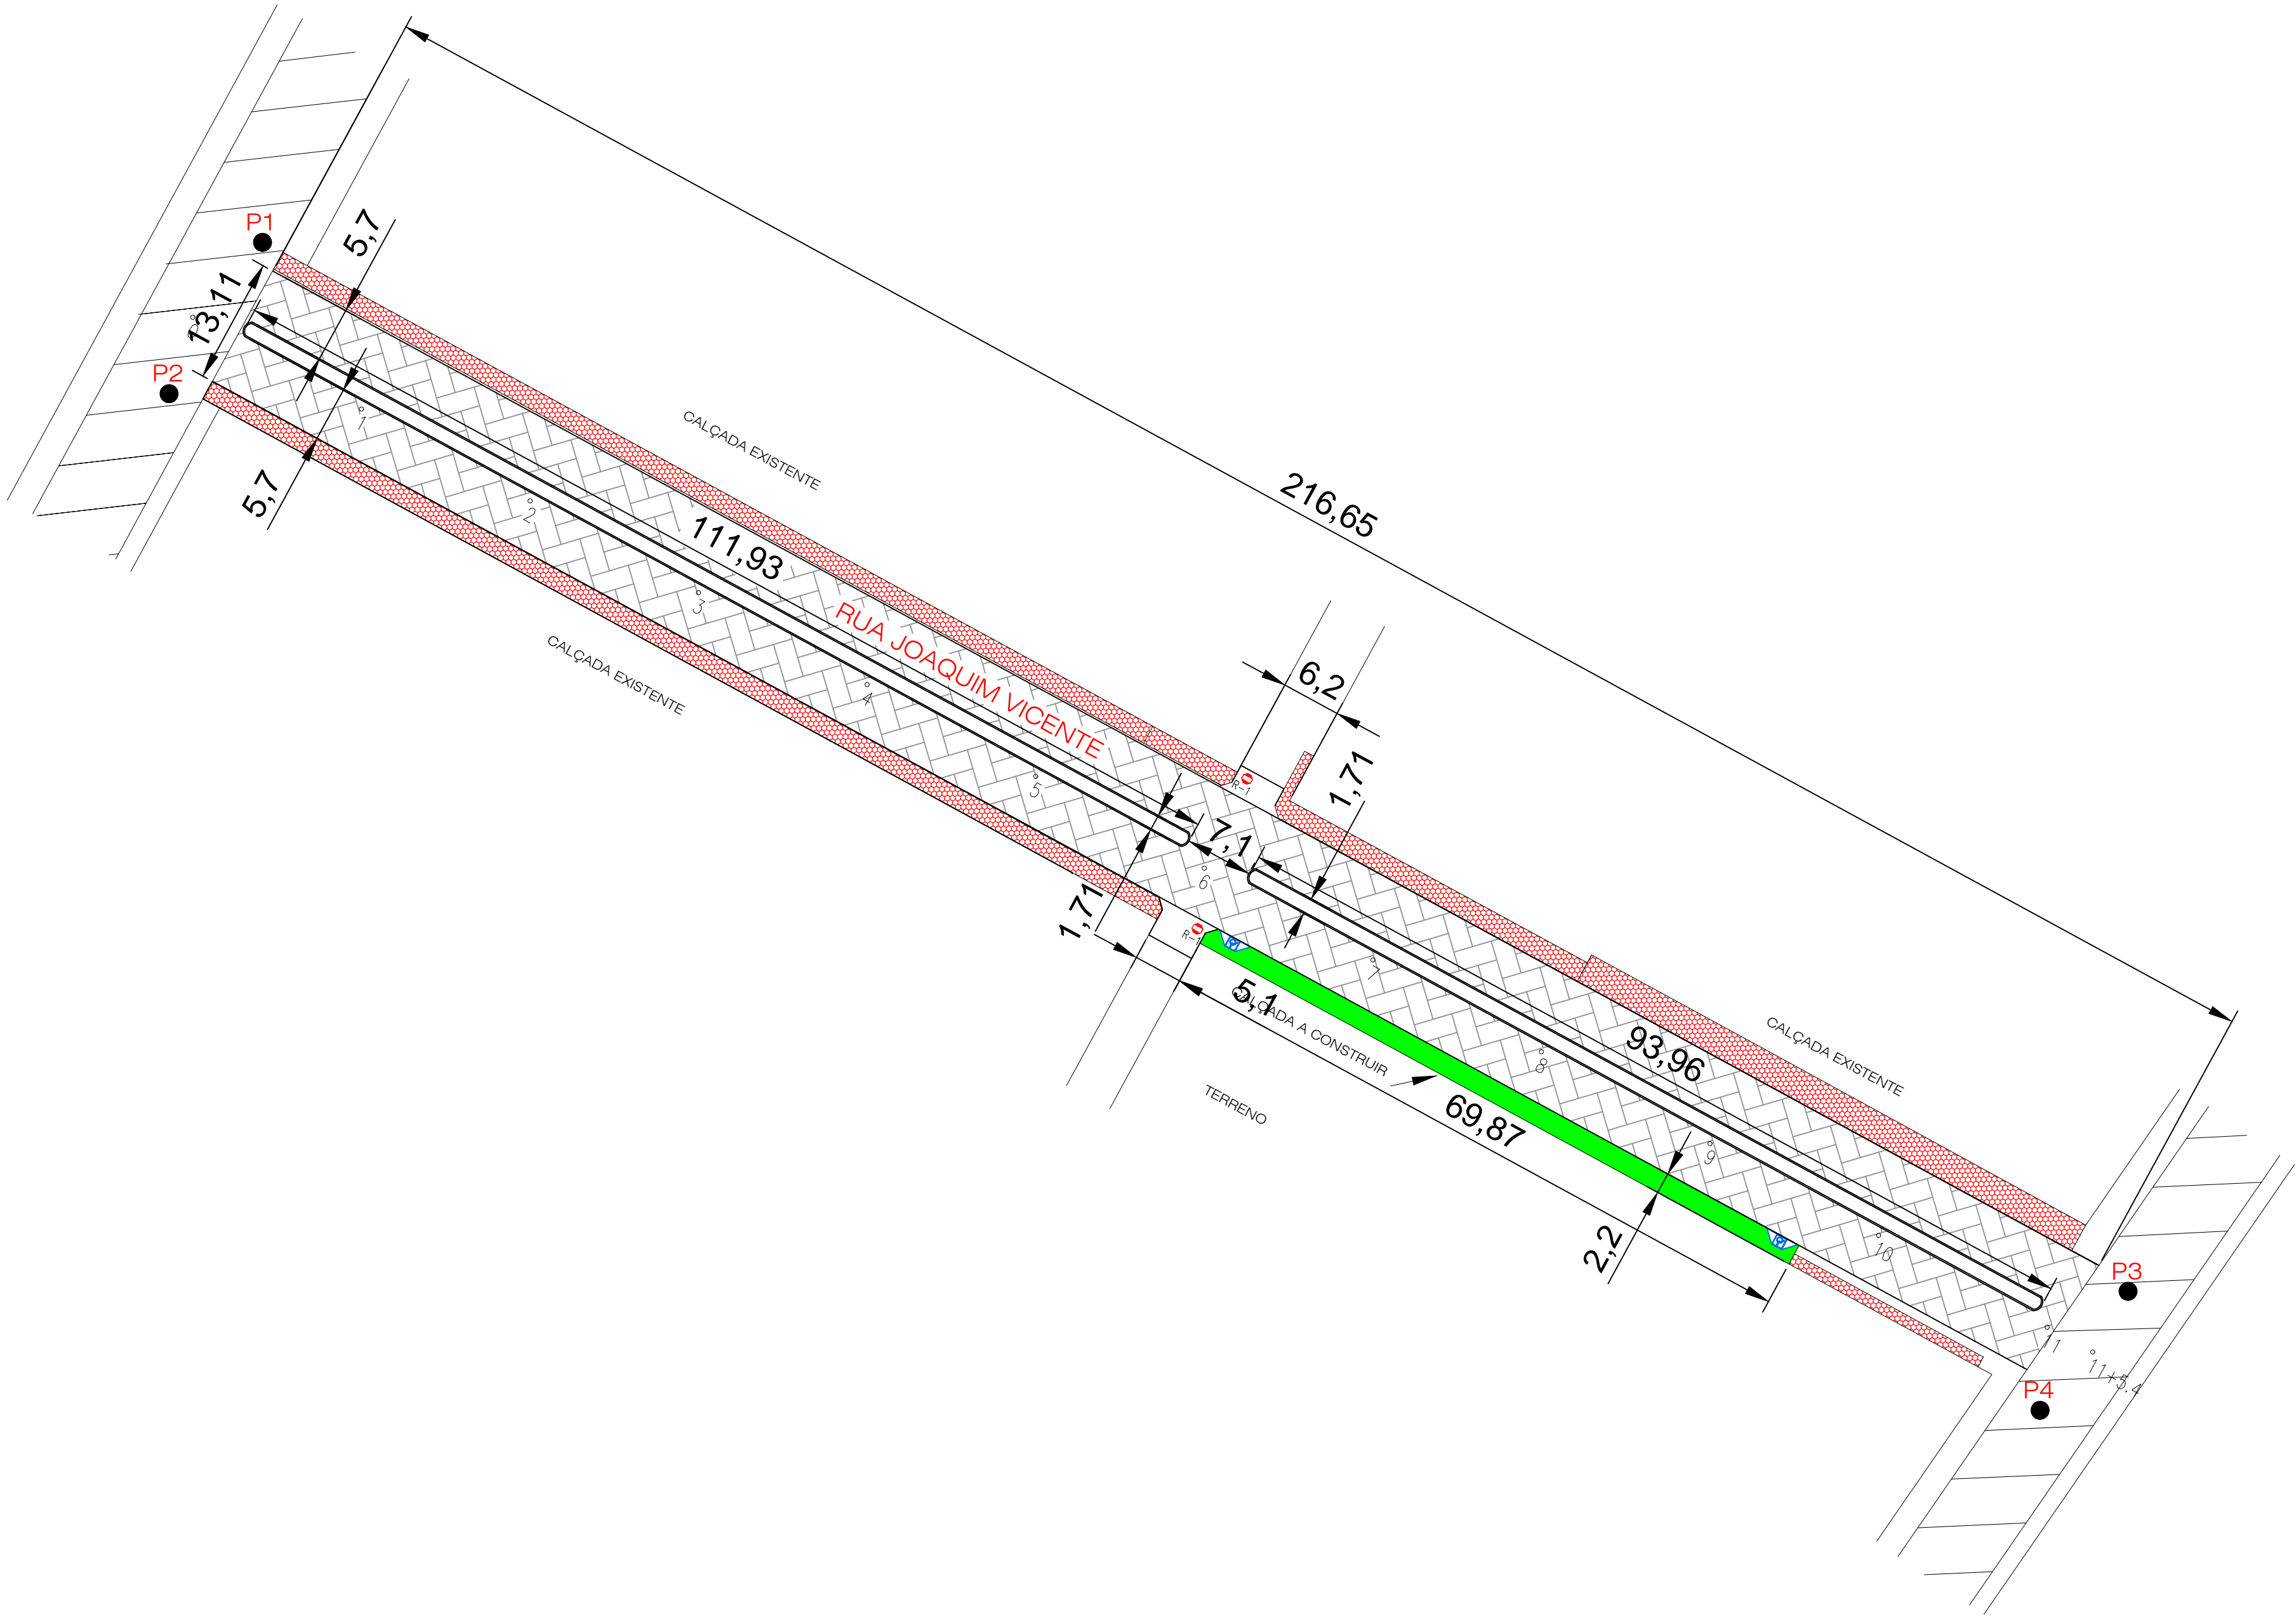 P1
5,7
13,11
0
P2
1
5,7
CALÇADA EXISTENTE
216,65
2
111,93
3
RUA JOAQUIM VICENTE
CALÇADA EXISTENTE
4
6,2
5
R-1
1,71
7,1
6
1,71
R-1
7
5,1
CALÇADA A CONSTRUIR
TERRENO
69,87
8
93,96
CALÇADA EXISTENTE
9
2,2
10
P3
11
11+5.4
P4